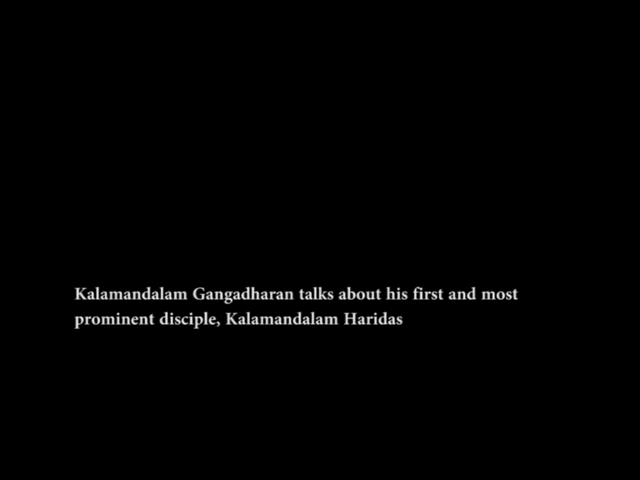 Kalamandalam Gangadharan talks about his first and most
prominent disciple, Kalamandalam Haridas